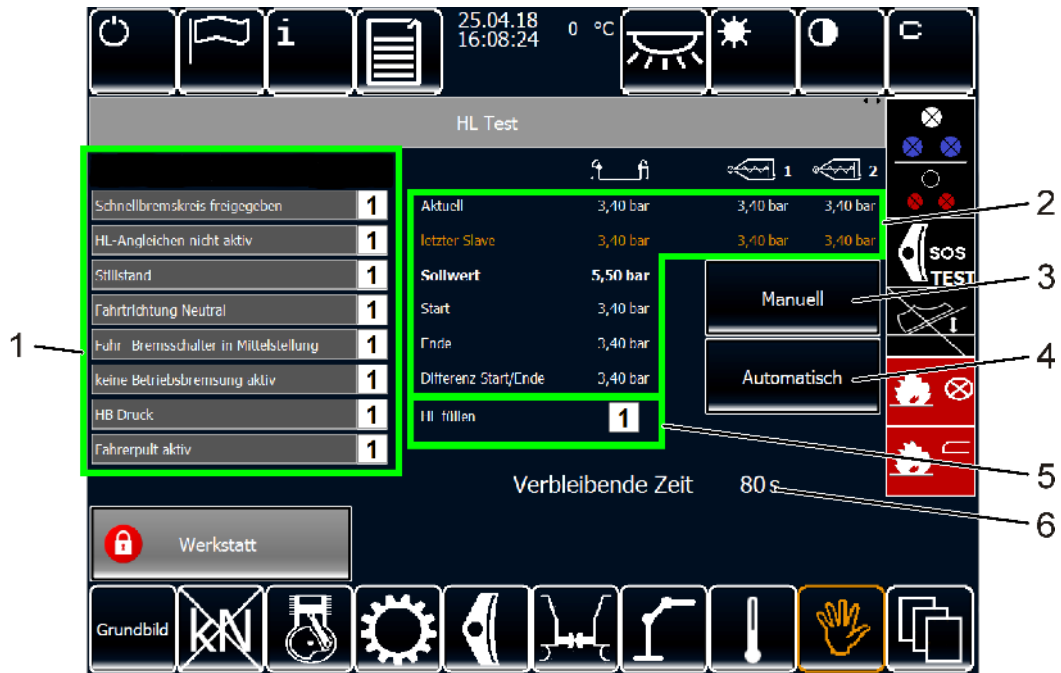 25.04.18 0 °C
16:08:24
i
C
HL Test
1 2
Schnellbremskreis freigegeben 1
HL-Angleichen nicht aktiv 1
Stillstand 1
Fahrtrichtung Neutral 1
Fahr Bremsschalter in Mittelstellung 1
keine Betriebsbremsung aktiv 1
HB Druck 1
Fahrerpult aktiv 1
Aktuell 3,40 bar 3,40 bar 3,40 bar
letzter Slave 3,40 bar 3,40 bar 3,40 bar
Sollwert 5,50 bar
Start 3,40 bar
Ende 3,40 bar
Differenz Start/Ende 3,40 bar
HL füllen 1
Manuell
Automatisch
SOS
TEST
1
2
3
4
5
6
Verbleibende Zeit 80 s
Werkstatt
Grundbild
kN